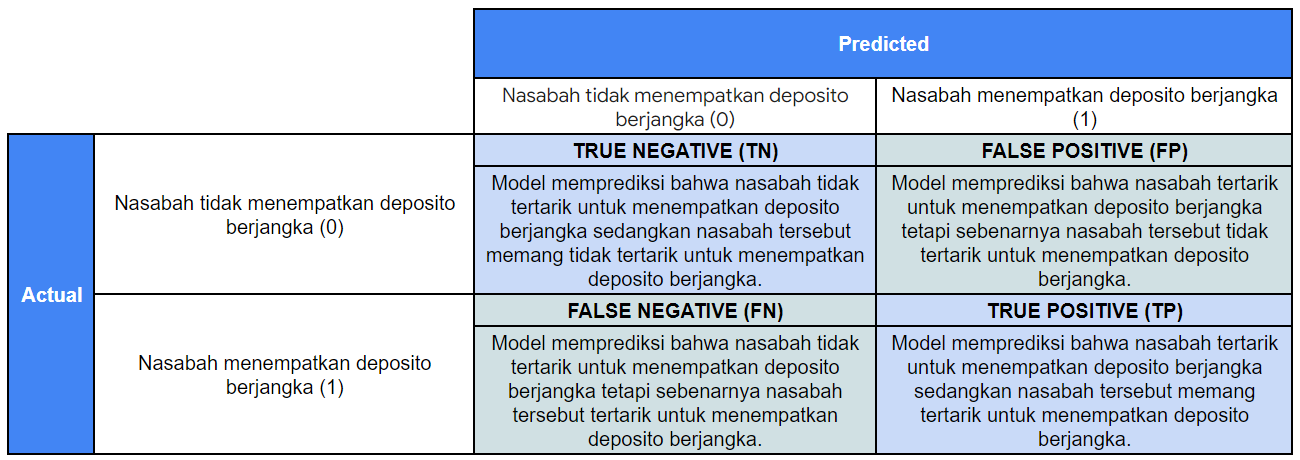 Predicted
Nasabah tidak menempatkan deposito
berjangka (0)
Nasabah menempatkan deposito berjangka
(1)
Actual
Nasabah tidak menempatkan deposito
berjangka (0)
TRUE NEGATIVE (TN)
Model memprediksi bahwa nasabah tidak
tertarik untuk menempatkan deposito
berjangka sedangkan nasabah tersebut
memang tidak tertarik untuk menempatkan
deposito berjangka.
FALSE POSITIVE (FP)
Model memprediksi bahwa nasabah tertarik
untuk menempatkan deposito berjangka
tetapi sebenarnya nasabah tersebut tidak
tertarik untuk menempatkan deposito
berjangka.
Nasabah menempatkan deposito
berjangka (1)
FALSE NEGATIVE (FN)
Model memprediksi bahwa nasabah tidak
tertarik untuk menempatkan deposito
berjangka tetapi sebenarnya nasabah
tersebut tertarik untuk menempatkan
deposito berjangka.
TRUE POSITIVE (TP)
Model memprediksi bahwa nasabah tertarik
untuk menempatkan deposito berjangka
sedangkan nasabah tersebut memang
tertarik untuk menempatkan deposito
berjangka.